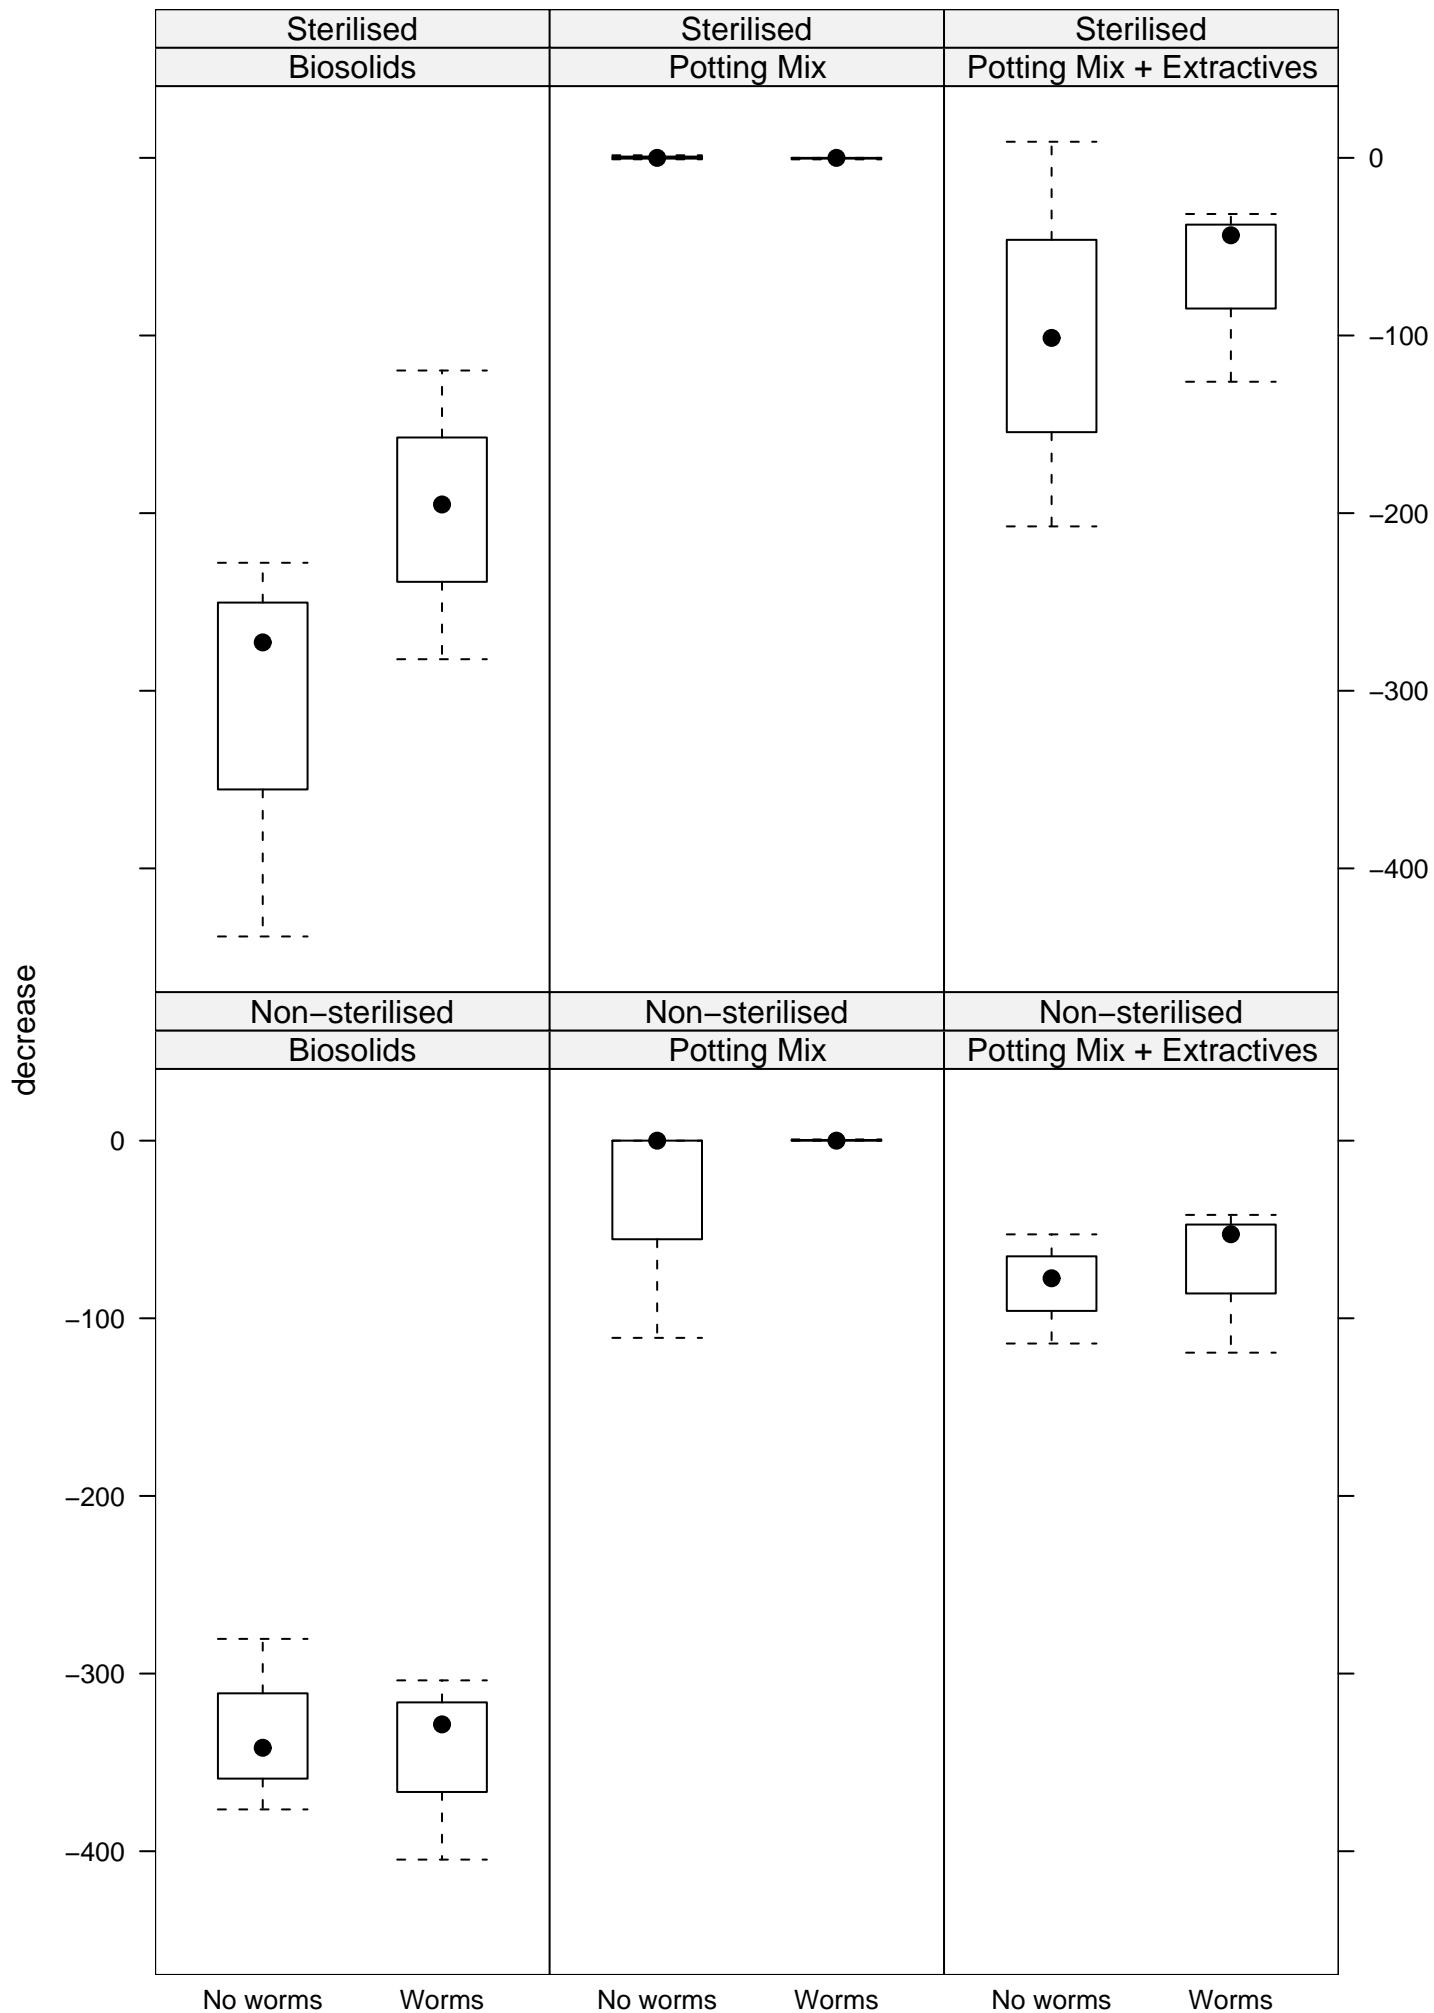 Sterilised Sterilised Sterilised
Biosolids Potting Mix Potting Mix + Extractives
0
−100
−200
−300
−400
decrease
Non−sterilised Non−sterilised Non−sterilised
Biosolids Potting Mix Potting Mix + Extractives
0
−100
−200
−300
−400
No worms Worms No worms Worms No worms Worms